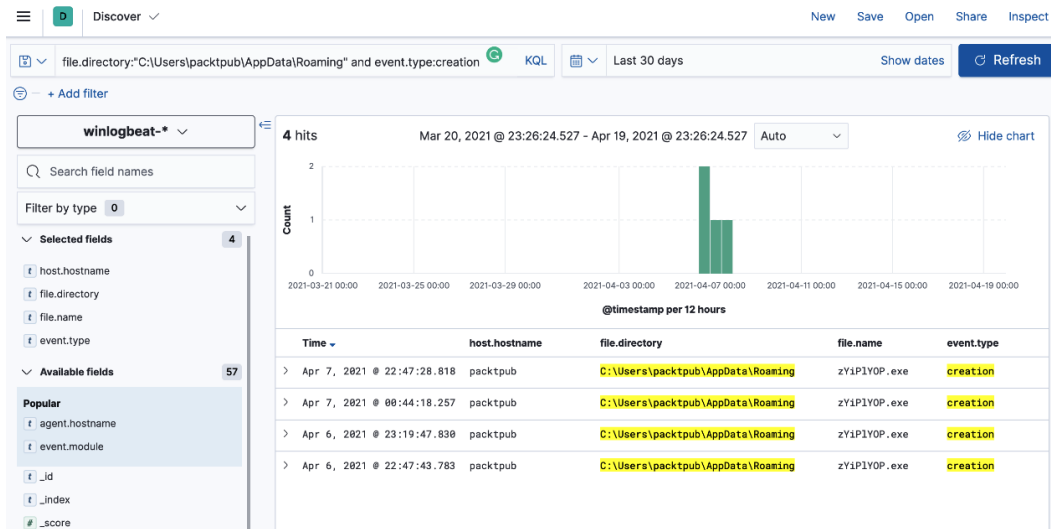 D Discover New Save Open Share Inspect
file.directory:"C:\Users\packtpub\AppData\Roaming" and event.type:creation KQL Last 30 days Show dates Refresh
+ Add filter
winlogbeat-*
4 hits Mar 20, 2021 @ 23:26:24.527 - Apr 19, 2021 @ 23:26:24.527 Auto Hide chart
Search field names
Filter by type 0
Selected fields 4
t host.hostname
t file.directory
t file.name
t event.type
Available fields 57
Popular
t agent.hostname
t event.module
t _id
t _index
# _score
Count
2
1
0
2021-03-21 00:00 2021-03-25 00:00 2021-03-29 00:00 2021-04-03 00:00 2021-04-07 00:00 2021-04-11 00:00 2021-04-15 00:00 2021-04-19 00:00
@timestamp per 12 hours
Time host.hostname file.directory file.name event.type
Apr 7, 2021 @ 22:47:28.818 packtpub C:\Users\packtpub\AppData\Roaming zYiPlYOP.exe creation
Apr 7, 2021 @ 00:44:18.257 packtpub C:\Users\packtpub\AppData\Roaming zYiPlYOP.exe creation
Apr 6, 2021 @ 23:19:47.830 packtpub C:\Users\packtpub\AppData\Roaming zYiPlYOP.exe creation
Apr 6, 2021 @ 22:47:43.783 packtpub C:\Users\packtpub\AppData\Roaming zYiPlYOP.exe creation